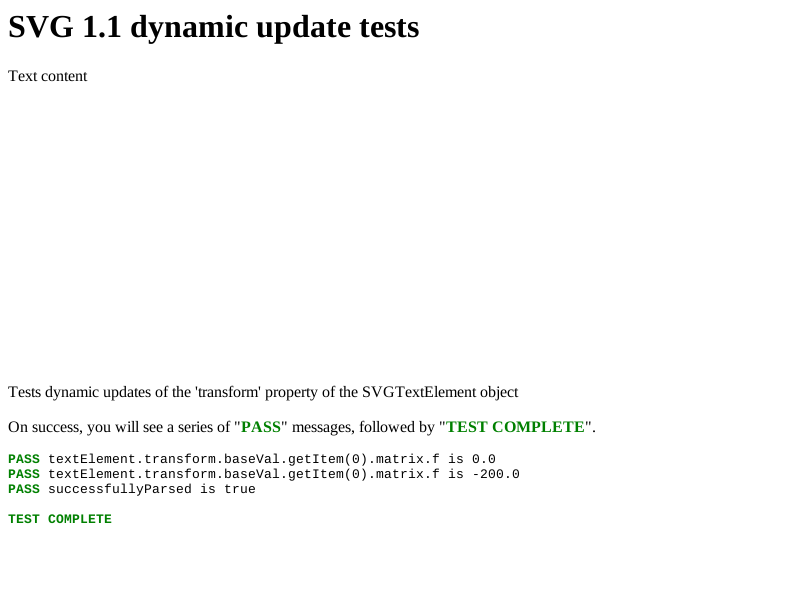 SVG 1.1 dynamic update tests
Text content
Tests dynamic updates of the 'transform' property of the SVGTextElement object
On success, you will see a series of "PASS" messages, followed by "TEST COMPLETE".
PASS textElement.transform.baseVal.getItem(0).matrix.f is 0.0
PASS textElement.transform.baseVal.getItem(0).matrix.f is -200.0
PASS successfullyParsed is true
TEST COMPLETE